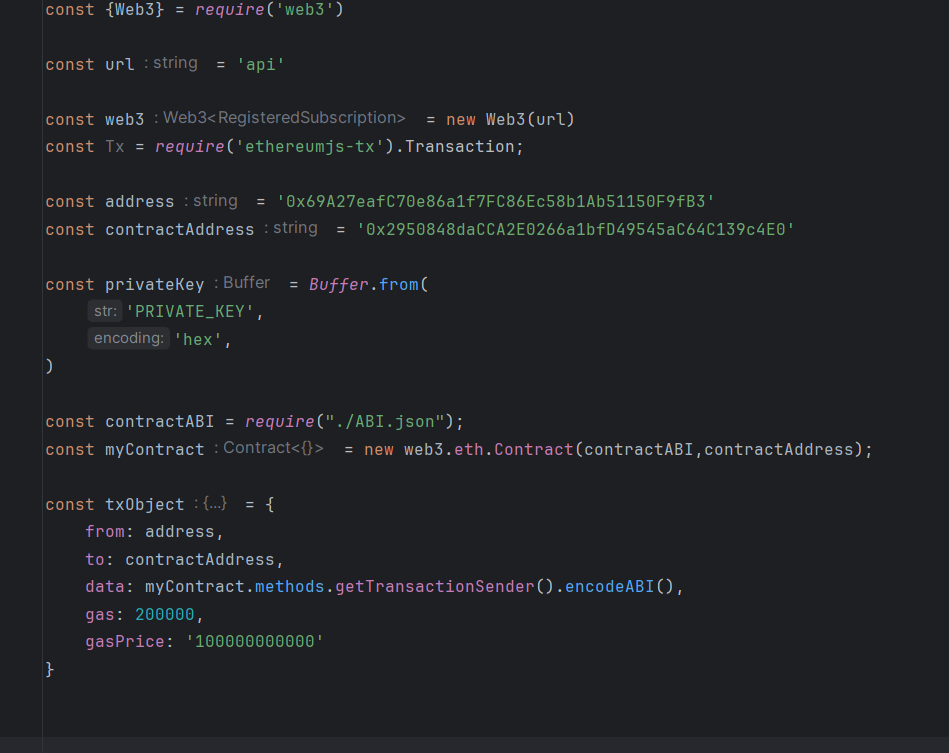 const {Web3} = require('web3')
const url : string = 'api'
const web3 : Web3<RegisteredSubscription> = new Web3(url)
const Tx = require('ethereumjs-tx').Transaction;
const address : string = '0x69A27eafC70e86a1f7FC86Ec58b1Ab51150F9fB3'
const contractAddress : string = '0x2950848daCCA2E0266a1bfD49545aC64C139c4E0'
const privateKey : Buffer = Buffer.from(
str: 'PRIVATE_KEY',
encoding: 'hex',
)
const contractABI = require("./ABI.json");
const myContract : Contract<{}> = new web3.eth.Contract(contractABI,contractAddress);
const txObject : {...} = {
from: address,
to: contractAddress,
data: myContract.methods.getTransactionSender().encodeABI(),
gas: 200000,
gasPrice: '100000000000'
}